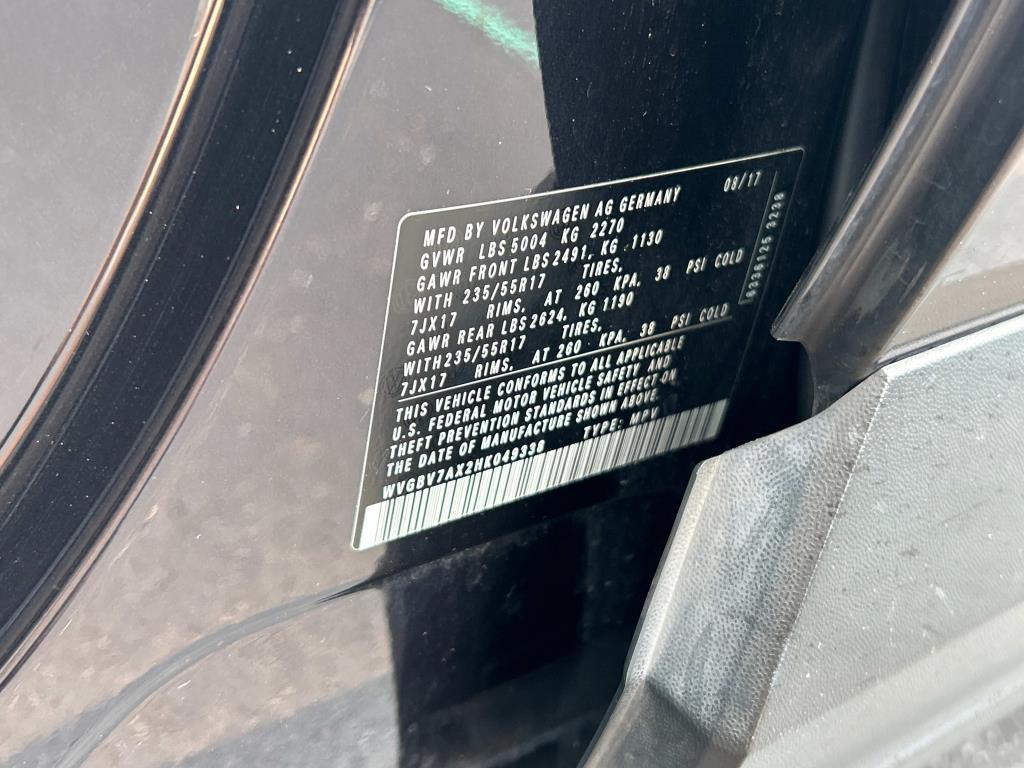 MFD BY VOLKSWAGEN AG GERMANY 08/17
GVWR LBS 5004 KG 2270
GAWR FRONT LBS 2491, KG 1130
WITH 235/55R17 TIRES,
7JX17 RIMS, AT 260 KPA. 38 PSI COLD
GAWR REAR LBS 2624, KG 1190
WITH 235/55R17 TIRES,
7JX17 RIMS, AT 260 KPA. 38 PSI COLD
THIS VEHICLE CONFORMS TO ALL APPLICABLE
U.S. FEDERAL MOTOR VEHICLE SAFETY AND
THEFT PREVENTION STANDARDS IN EFFECT ON
THE DATE OF MANUFACTURE SHOWN ABOVE
WVGBV7AX2HK049338 TYPE: MPV
6336125 3238